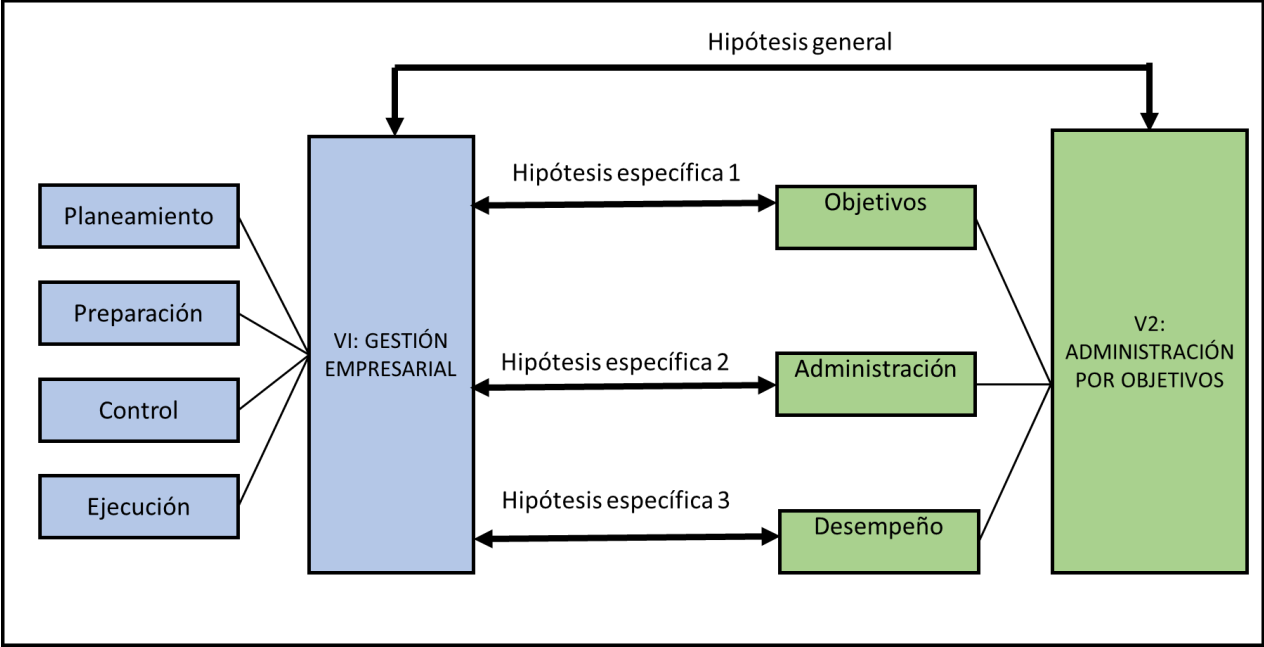 Hipótesis general
Planeamiento
Preparación
Control
Ejecución
VI: GESTIÓN
EMPRESARIAL
Hipótesis específica 1
Hipótesis específica 2
Hipótesis específica 3
Objetivos
Administración
Desempeño
V2:
ADMINISTRACIÓN
POR OBJETIVOS